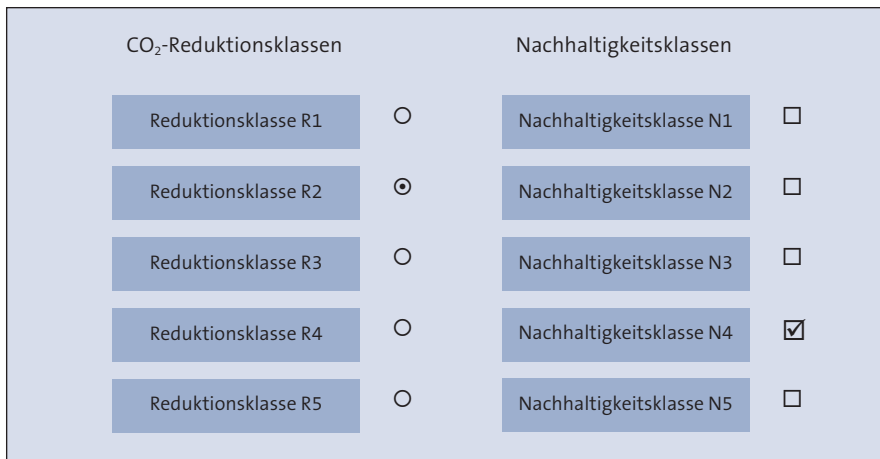 CO₂-Reduktionsklassen
Reduktionsklasse R1
Reduktionsklasse R2
Reduktionsklasse R3
Reduktionsklasse R4
Reduktionsklasse R5
Nachhaltigkeitsklassen
Nachhaltigkeitsklasse N1
Nachhaltigkeitsklasse N2
Nachhaltigkeitsklasse N3
Nachhaltigkeitsklasse N4
Nachhaltigkeitsklasse N5